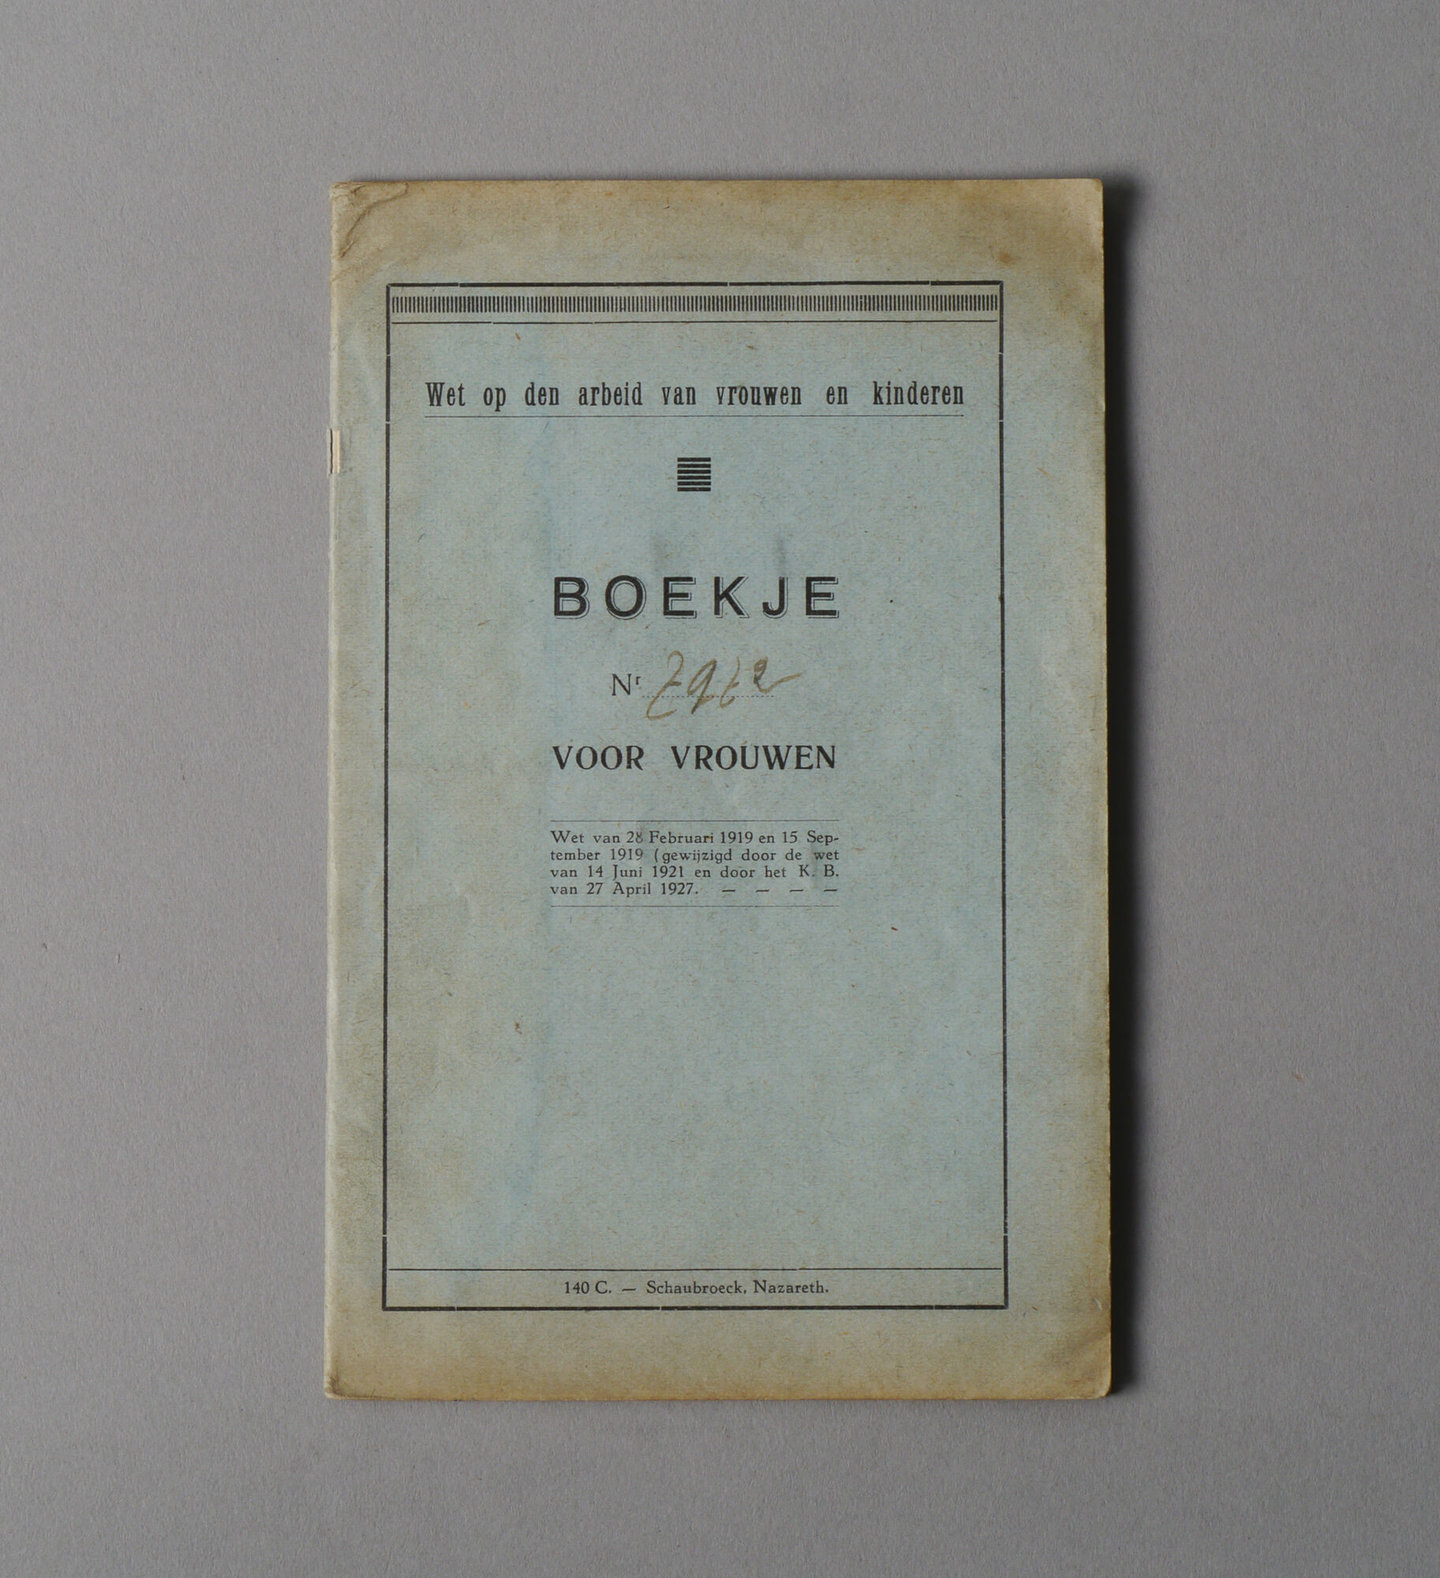 Wet op den arbeid van vrouwen en kinderen
BOEKJE
Nr
VOOR VROUWEN
Wet van 28 Februari 1919 en 15 Sep-
tember 1919 (gewijzigd door de wet
van 14 Juni 1921 en door het K. B.
van 27 April 1927. — — — —
140 C. — Schaubroeck, Nazareth.